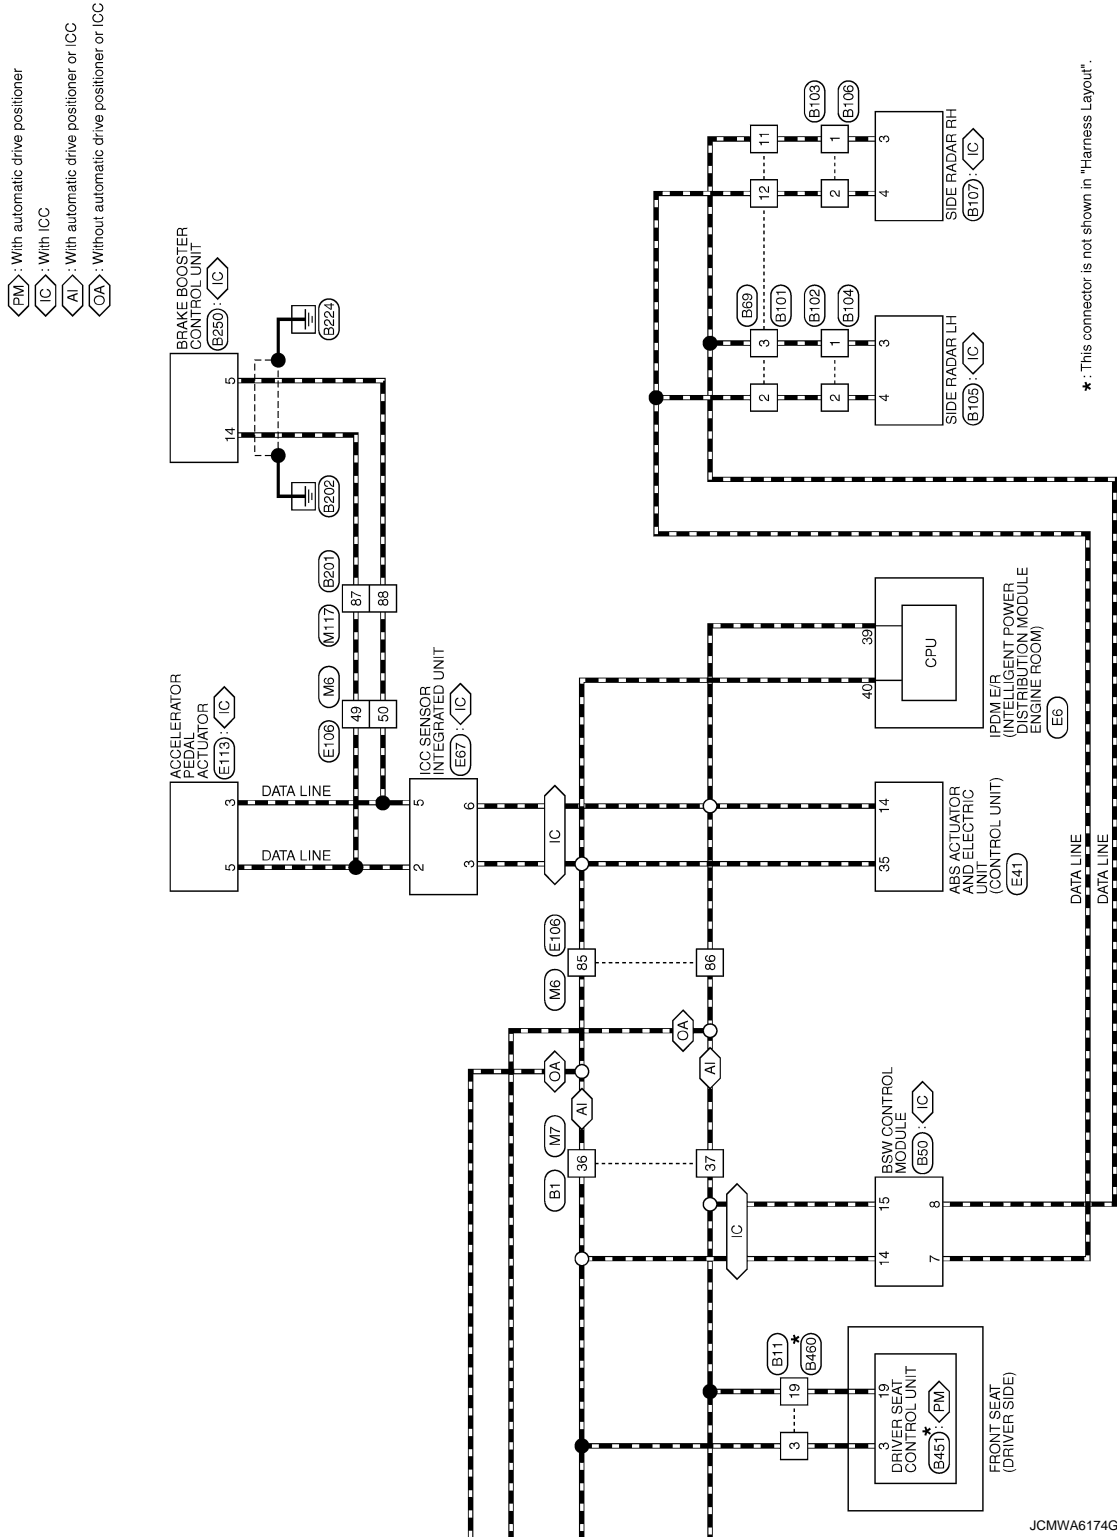 PM : With automatic drive positioner
IC : With ICC
AI : With automatic drive positioner or ICC
OA : Without automatic drive positioner or ICC
BRAKE BOOSTER
CONTROL UNIT
B250 : IC
5
14
B224
B202
B201
M117
87
88
M6
E106
49
50
ACCELERATOR
PEDAL
ACTUATOR
E113 : IC
3
5
DATA LINE
DATA LINE
ICC SENSOR
INTEGRATED UNIT
E67 : IC
5
2
6
3
IC
SIDE RADAR RH
B107 : IC
3
4
B103
B106
1
2
11
12
SIDE RADAR LH
B105 : IC
3
4
B102
B104
1
2
B69
B101
3
2
* : This connector is not shown in "Harness Layout".
IPDM E/R
(INTELLIGENT POWER
DISTRIBUTION MODULE
ENGINE ROOM)
E6
CPU
39
40
ABS ACTUATOR
AND ELECTRIC
UNIT
(CONTROL UNIT)
E41
14
35
DATA LINE
DATA LINE
E106
M6
85
86
OA
OA
AI
AI
M7
B1
36
37
IC
BSW CONTROL
MODULE
B50 : IC
15
14
8
7
B11
*
B460
19
3
19
3
DRIVER SEAT
CONTROL UNIT
*
B451 : PM
FRONT SEAT
(DRIVER SIDE)
JCMWA6174G